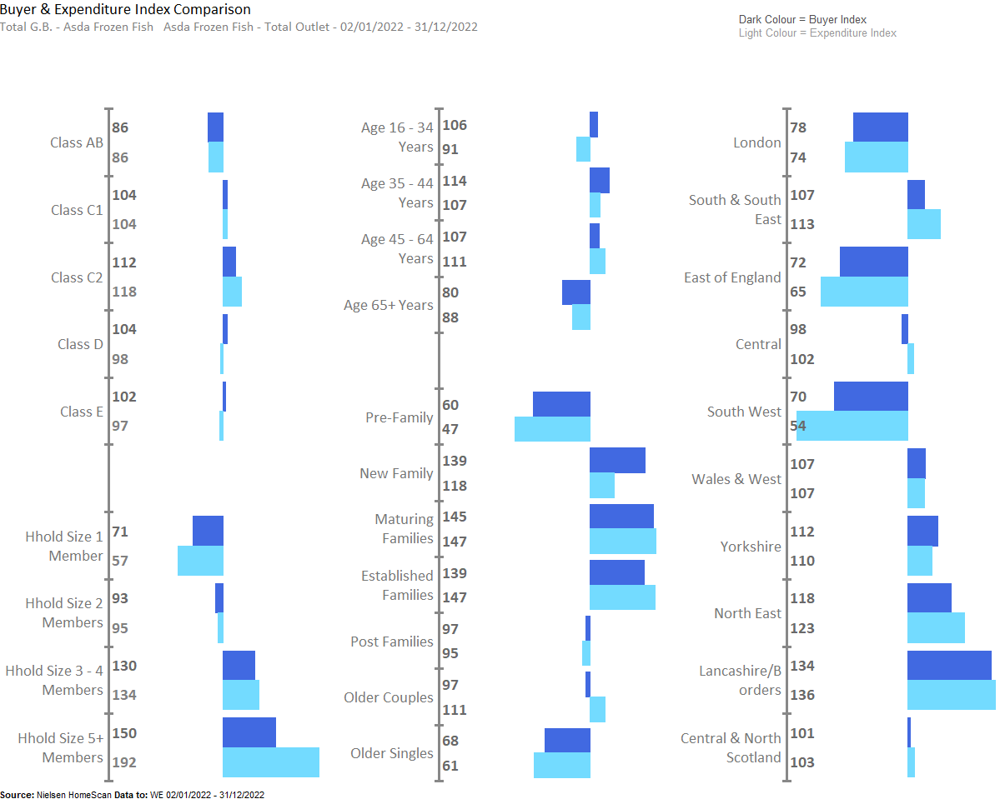 Buyer & Expenditure Index Comparison
Total G.B. - Asda Frozen Fish   Asda Frozen Fish - Total Outlet - 02/01/2022 - 31/12/2022
Dark Colour = Buyer Index
Light Colour = Expenditure Index
Class AB
86
86
Class C1
104
104
Class C2
112
118
Class D
104
98
Class E
102
97
Hhold Size 1
Member
71
57
Hhold Size 2
Members
93
95
Hhold Size 3 - 4
Members
130
134
Hhold Size 5+
Members
150
192
Age 16 - 34
Years
106
91
Age 35 - 44
Years
114
107
Age 45 - 64
Years
107
111
Age 65+ Years
80
88
Pre-Family
60
47
New Family
139
118
Maturing
Families
145
147
Established
Families
139
147
Post Families
97
95
Older Couples
97
111
Older Singles
68
61
London
78
74
South & South
East
107
113
East of England
72
65
Central
98
102
South West
70
54
Wales & West
107
107
Yorkshire
112
110
North East
118
123
Lancashire/B
orders
134
136
Central & North
Scotland
101
103
Source: Nielsen HomeScan Data to: WE 02/01/2022 - 31/12/2022